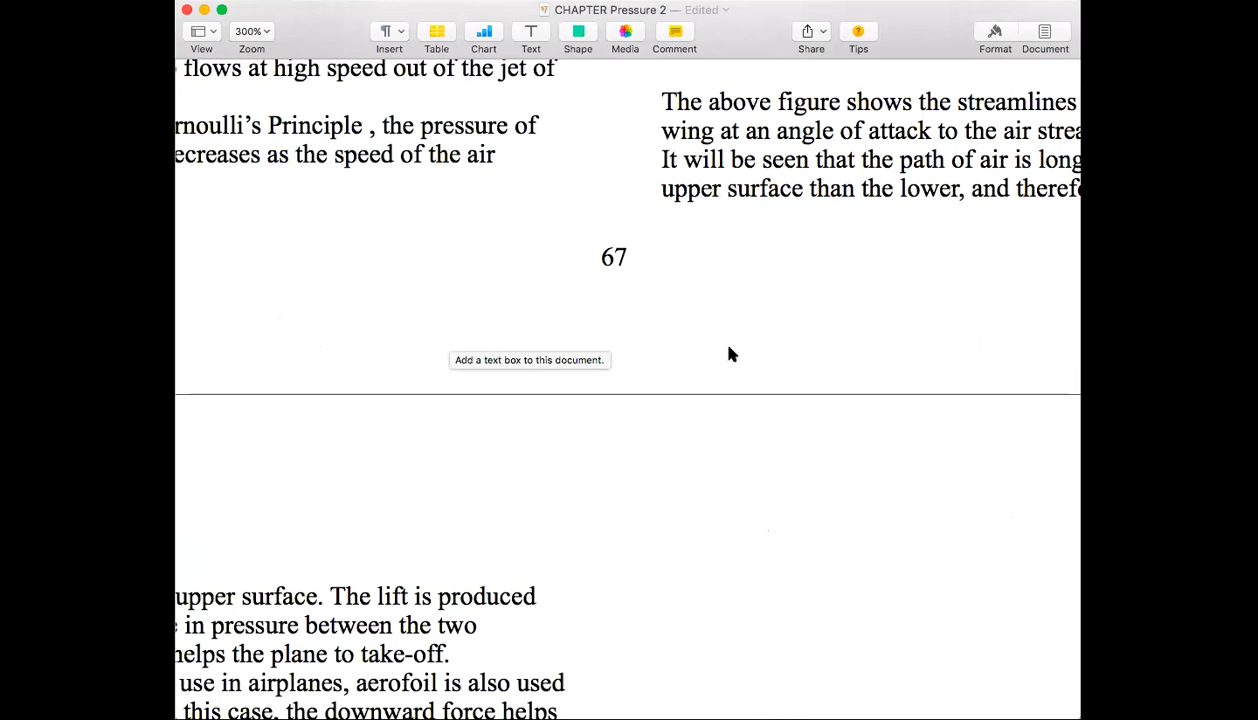 CHAPTER Pressure 2 — Edited
300%
View
Zoom
Insert
Table
Chart
Text
Shape
Media
Comment
Share
Tips
Format
Document
flows at high speed out of the jet of
rnoulli's Principle , the pressure of
ecreases as the speed of the air
The above figure shows the streamlines
wing at an angle of attack to the air strea
It will be seen that the path of air is long
upper surface than the lower, and therefo
67
Add a text box to this document.
upper surface. The lift is produced
in pressure between the two
helps the plane to take-off.
use in airplanes, aerofoil is also used
this case, the downward force helps